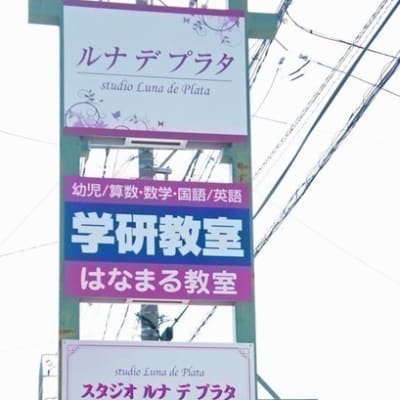 ルナ デ プラタ
studio Luna de Plata
幼児/算数・数学・国語/英語
学研教室
はなまる教室
studio Luna de Plata
スタジオ ルナ デ プラタ